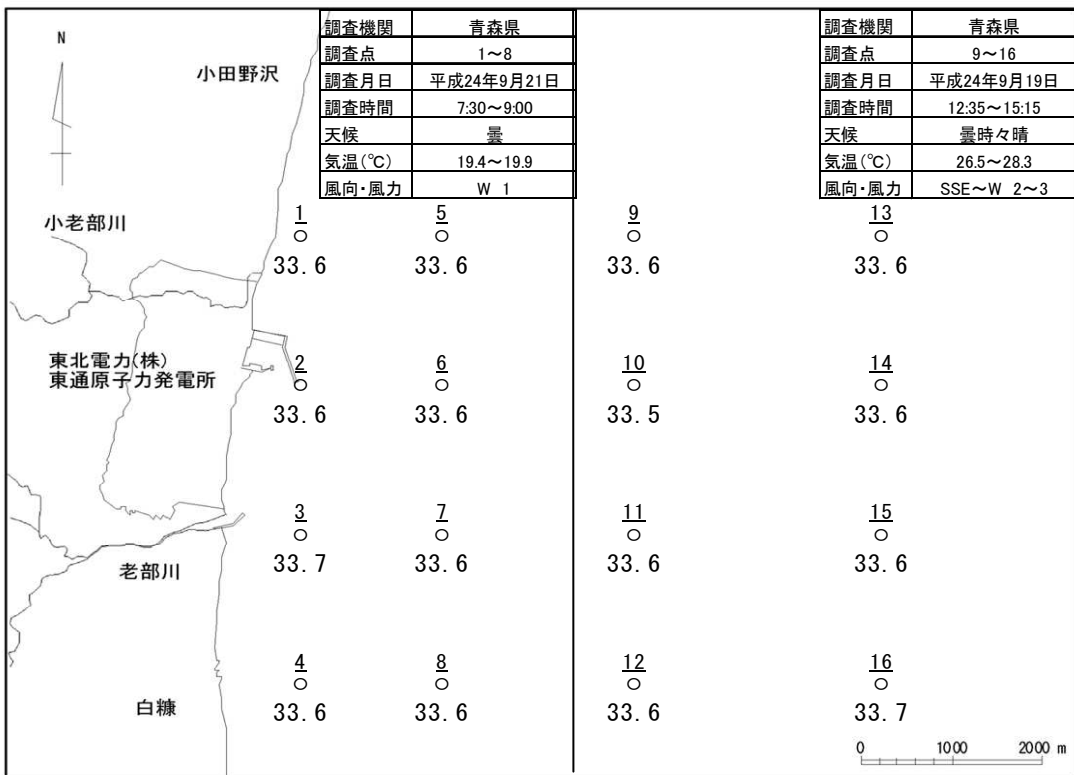 N
小田野沢
小老部川
東北電力(株)
東通原子力発電所
老部川
白糠
調査機関 青森県
調査点 1～8
調査月日 平成24年9月21日
調査時間 7:30～9:00
天候 曇
気温(℃) 19.4～19.9
風向・風力 W 1
調査機関 青森県
調査点 9～16
調査月日 平成24年9月19日
調査時間 12:35～15:15
天候 曇時々晴
気温(℃) 26.5～28.3
風向・風力 SSE～W 2～3
1 5 9 13
33.6 33.6 33.6 33.6
2 6 10 14
33.6 33.6 33.5 33.6
3 7 11 15
33.7 33.6 33.6 33.6
4 8 12 16
33.6 33.6 33.6 33.7
0 1000 2000 m